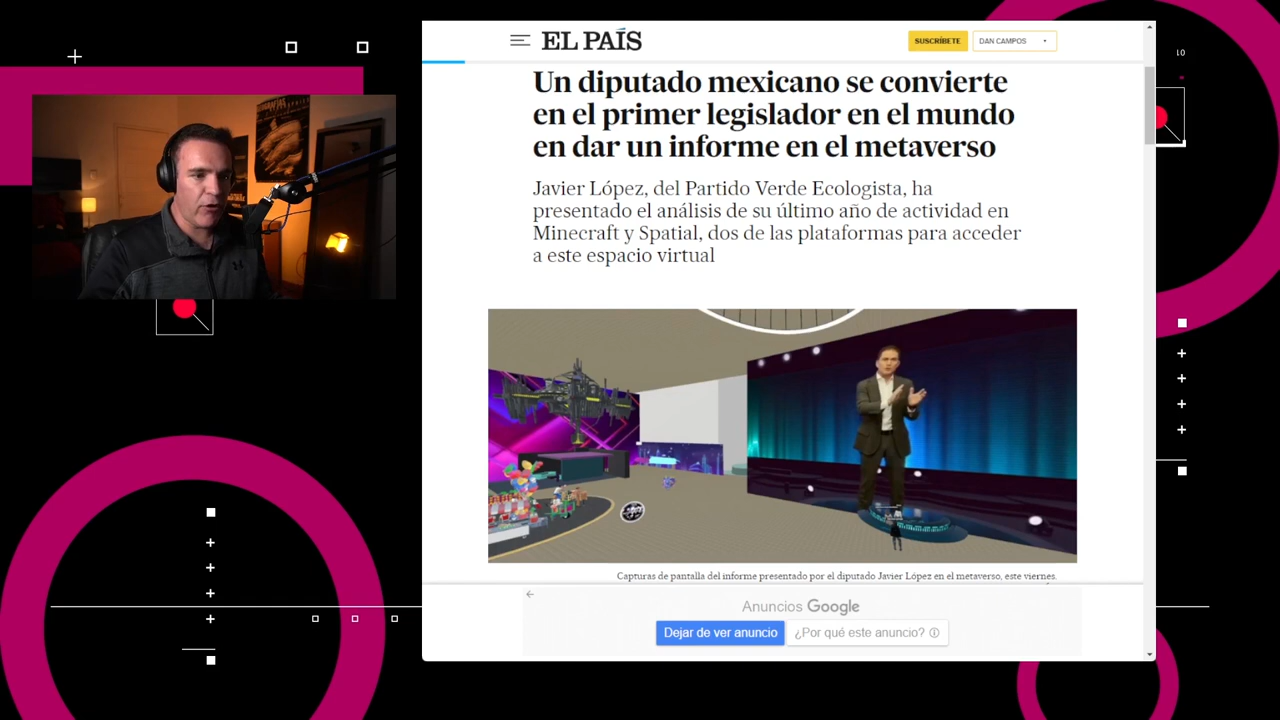 EL PAÍS
SUSCRÍBETE
DAN CAMPOS
Un diputado mexicano se convierte
en el primer legislador en el mundo
en dar un informe en el metaverso
Javier López, del Partido Verde Ecologista, ha
presentado el análisis de su último año de actividad en
Minecraft y Spatial, dos de las plataformas para acceder
a este espacio virtual
Capturas de pantalla del informe presentado por el diputado Javier López en el metaverso, este viernes.
Anuncios Google
Dejar de ver anuncio
¿Por qué este anuncio?